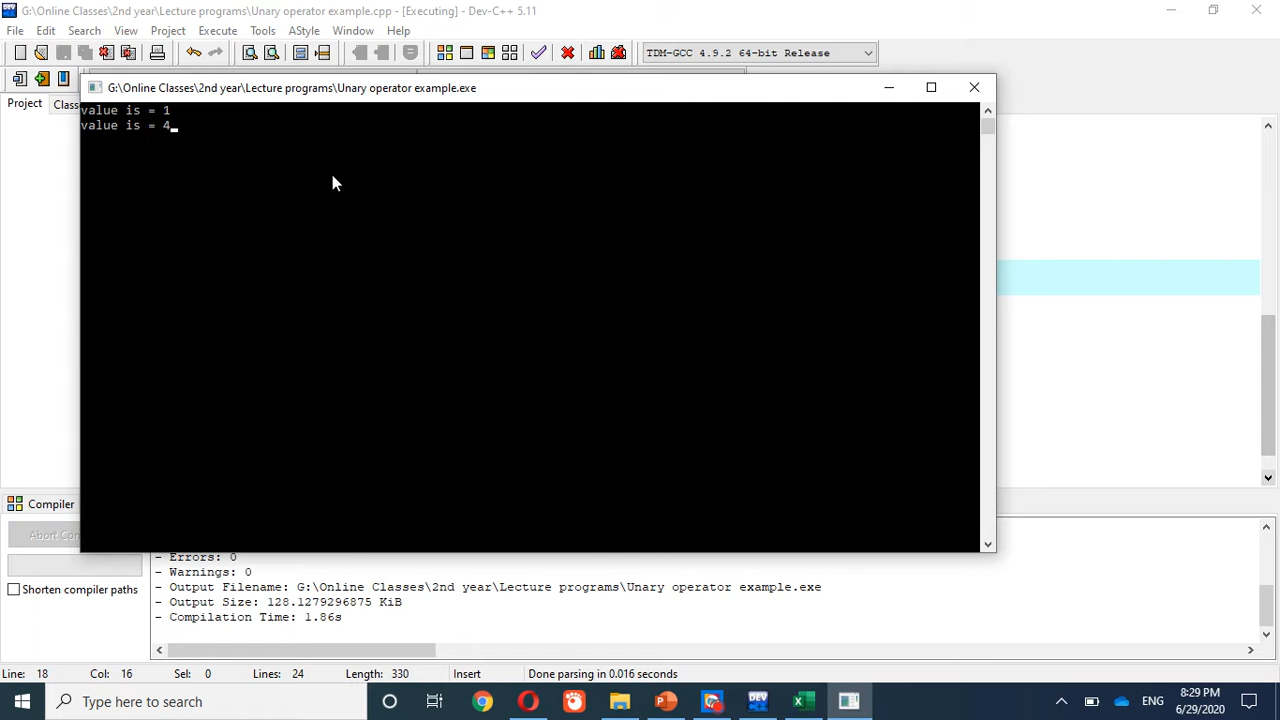 G:\Online Classes\2nd year\Lecture programs\Unary operator example.cpp - [Executing] - Dev-C++ 5.11
File Edit Search View Project Execute Tools AStyle Window Help
TDM-GCC 4.9.2 64-bit Release
G:\Online Classes\2nd year\Lecture programs\Unary operator example.exe
Project Class
value is = 1
value is = 4
Compiler
Abort Com
- Errors: 0
- Warnings: 0
- Output Filename: G:\Online Classes\2nd year\Lecture programs\Unary operator example.exe
Shorten compiler paths
- Output Size: 128.1279296875 KiB
- Compilation Time: 1.86s
Line: 18 Col: 16 Sel: 0 Lines: 24 Length: 330 Insert Done parsing in 0.016 seconds
Type here to search
ENG
8:29 PM
6/29/2020